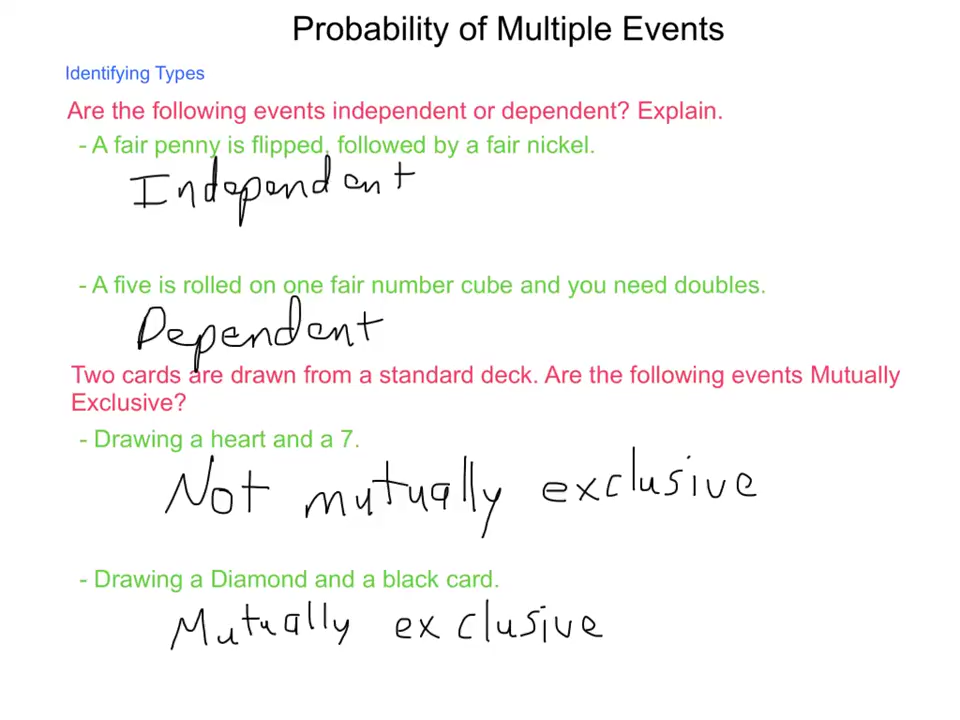 Probability of Multiple Events
Identifying Types
Are the following events independent or dependent? Explain.
- A fair penny is flipped, followed by a fair nickel.
Independent
- A five is rolled on one fair number cube and you need doubles.
Dependent
Two cards are drawn from a standard deck. Are the following events Mutually
Exclusive?
- Drawing a heart and a 7.
Not mutually exclusive
- Drawing a Diamond and a black card.
Mutually exclusive